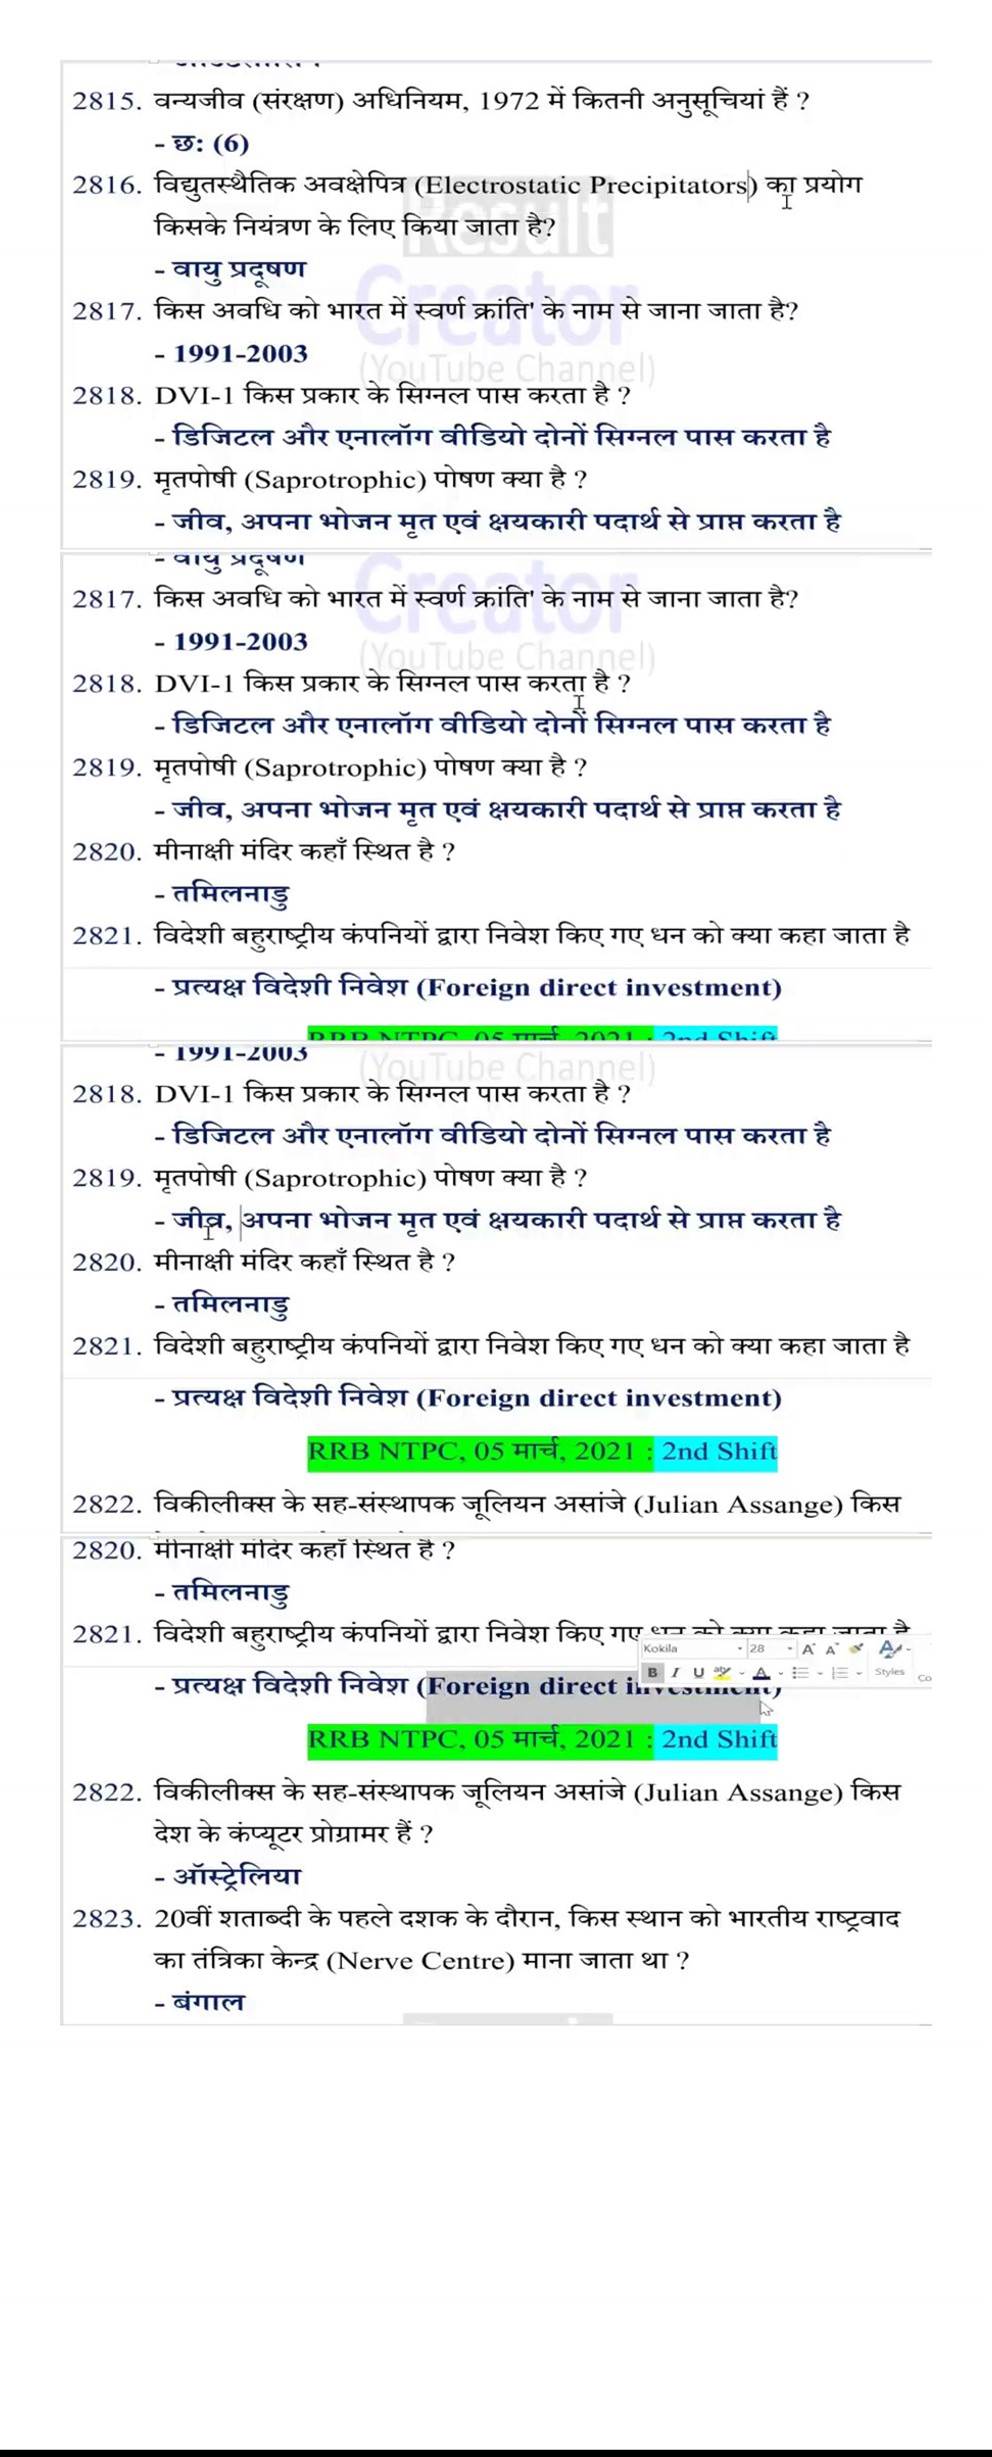 2815. वन्यजीव (संरक्षण) अधिनियम, 1972 में कितनी अनुसूचियां हैं ?
- छ: (6)
2816. विद्युतस्थैतिक अवक्षेपित्र (Electrostatic Precipitators) का प्रयोग
किसके नियंत्रण के लिए किया जाता है?
Result
- वायु प्रदूषण
Creator
2817. किस अवधि को भारत में स्वर्ण क्रांति' के नाम से जाना जाता है?
- 1991-2003
(YouTube Channel)
2818. DVI-1 किस प्रकार के सिग्नल पास करता है ?
- डिजिटल और एनालॉग वीडियो दोनों सिग्नल पास करता है
2819. मृतपोषी (Saprotrophic) पोषण क्या है ?
- जीव, अपना भोजन मृत एवं क्षयकारी पदार्थ से प्राप्त करता है
- वायु प्रदूषण
Creator
2817. किस अवधि को भारत में स्वर्ण क्रांति' के नाम से जाना जाता है?
- 1991-2003
(YouTube Channel)
2818. DVI-1 किस प्रकार के सिग्नल पास करता है ?
- डिजिटल और एनालॉग वीडियो दोनों सिग्नल पास करता है
2819. मृतपोषी (Saprotrophic) पोषण क्या है ?
- जीव, अपना भोजन मृत एवं क्षयकारी पदार्थ से प्राप्त करता है
2820. मीनाक्षी मंदिर कहाँ स्थित है ?
- तमिलनाडु
2821. विदेशी बहुराष्ट्रीय कंपनियों द्वारा निवेश किए गए धन को क्या कहा जाता है
- प्रत्यक्ष विदेशी निवेश (Foreign direct investment)
RRB NTPC, 05 मार्च, 2021 : 2nd Shift
- 1991-2003
(YouTube Channel)
2818. DVI-1 किस प्रकार के सिग्नल पास करता है ?
- डिजिटल और एनालॉग वीडियो दोनों सिग्नल पास करता है
2819. मृतपोषी (Saprotrophic) पोषण क्या है ?
- जीव, अपना भोजन मृत एवं क्षयकारी पदार्थ से प्राप्त करता है
2820. मीनाक्षी मंदिर कहाँ स्थित है ?
- तमिलनाडु
2821. विदेशी बहुराष्ट्रीय कंपनियों द्वारा निवेश किए गए धन को क्या कहा जाता है
- प्रत्यक्ष विदेशी निवेश (Foreign direct investment)
RRB NTPC, 05 मार्च, 2021 : 2nd Shift
2822. विकीलीक्स के सह-संस्थापक जूलियन असांजे (Julian Assange) किस
2820. मीनाक्षी मंदिर कहाँ स्थित है ?
- तमिलनाडु
2821. विदेशी बहुराष्ट्रीय कंपनियों द्वारा निवेश किए गए धन को क्या कहा जाता है
Kokila 28 A A A
B I U aby A Styles Co
- प्रत्यक्ष विदेशी निवेश (Foreign direct investment)
RRB NTPC, 05 मार्च, 2021 : 2nd Shift
2822. विकीलीक्स के सह-संस्थापक जूलियन असांजे (Julian Assange) किस
देश के कंप्यूटर प्रोग्रामर हैं ?
- ऑस्ट्रेलिया
2823. 20वीं शताब्दी के पहले दशक के दौरान, किस स्थान को भारतीय राष्ट्रवाद
का तंत्रिका केन्द्र (Nerve Centre) माना जाता था ?
- बंगाल